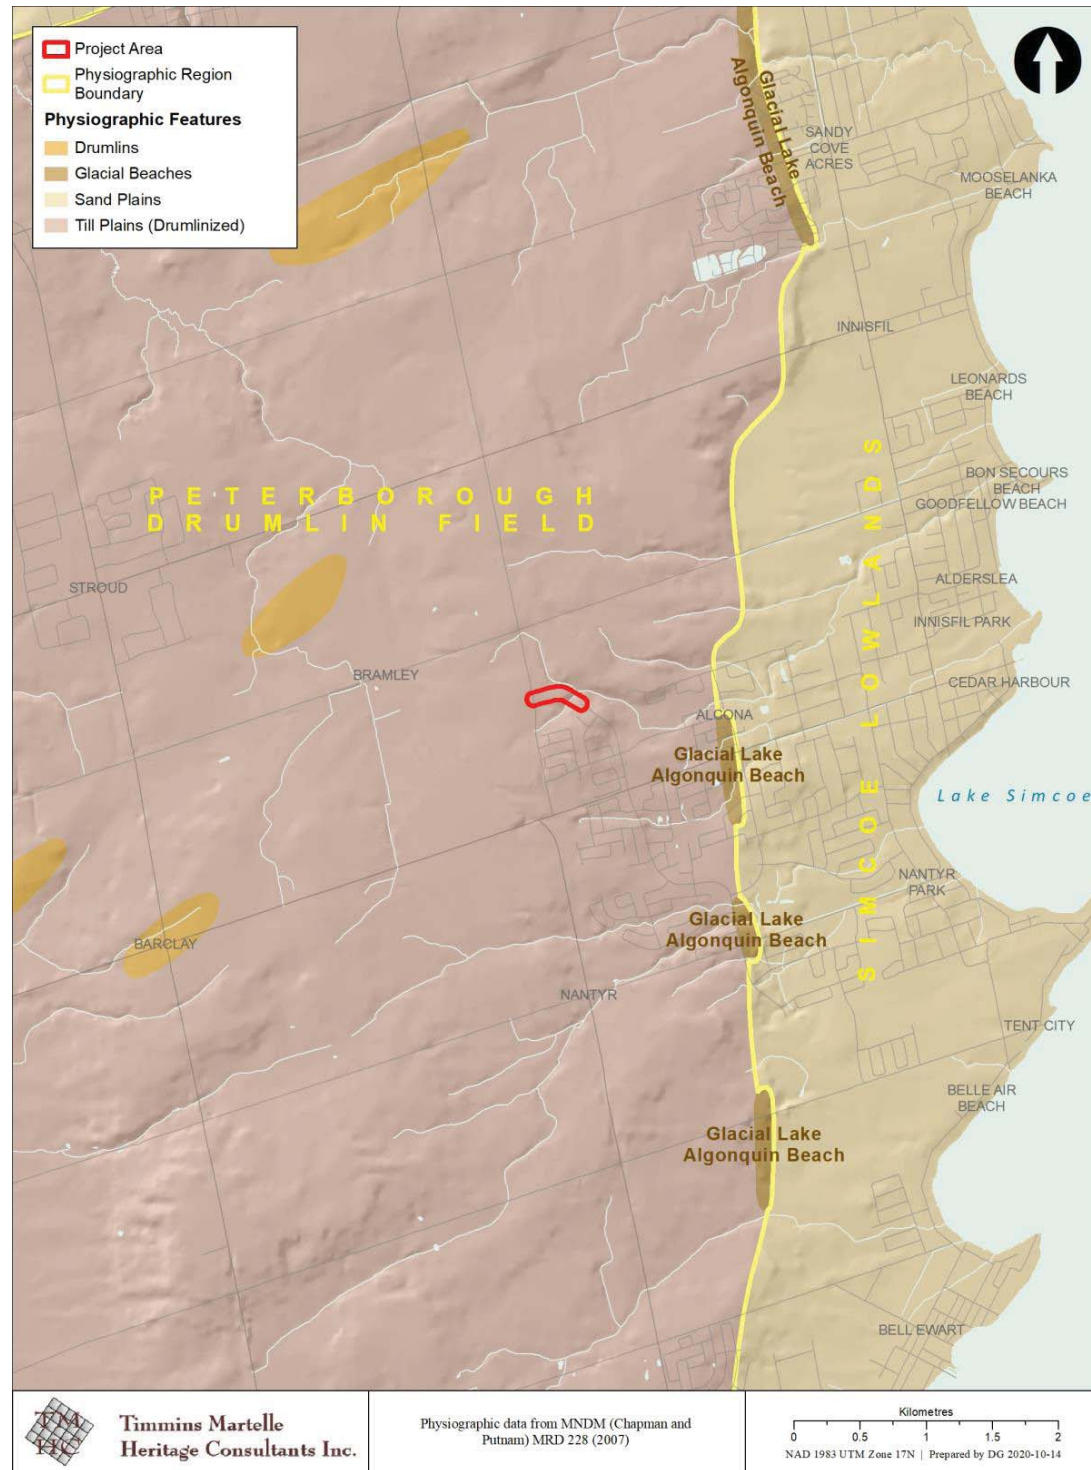 Project Area
Physiographic Region
Boundary
Physiographic Features
Drumlins
Glacial Beaches
Sand Plains
Till Plains (Drumlinized)
Glacial Lake
Algonquin Beach
SANDY
COVE
ACRES
MOOSELANKA
BEACH
INNISFIL
LEONARDS
BEACH
BON SECOURS
BEACH
GOODFELLOW BEACH
PETERBOROUGH
DRUMLIN FIELD
SIMCOE LOWLANDS
STROUD
ALDERSLEA
INNISFIL PARK
BRAMLEY
CEDAR HARBOUR
ALCONA
Glacial Lake
Algonquin Beach
Lake Simcoe
NANTYR
PARK
Glacial Lake
Algonquin Beach
BARCLAY
NANTYR
TENT CITY
BELLE AIR
BEACH
Glacial Lake
Algonquin Beach
BELL EWART
TM
HC
Timmins Martelle
Heritage Consultants Inc.
Physiographic data from MNDM (Chapman and
Putnam) MRD 228 (2007)
Kilometres
0 0.5 1 1.5 2
NAD 1983 UTM Zone 17N | Prepared by DG 2020-10-14